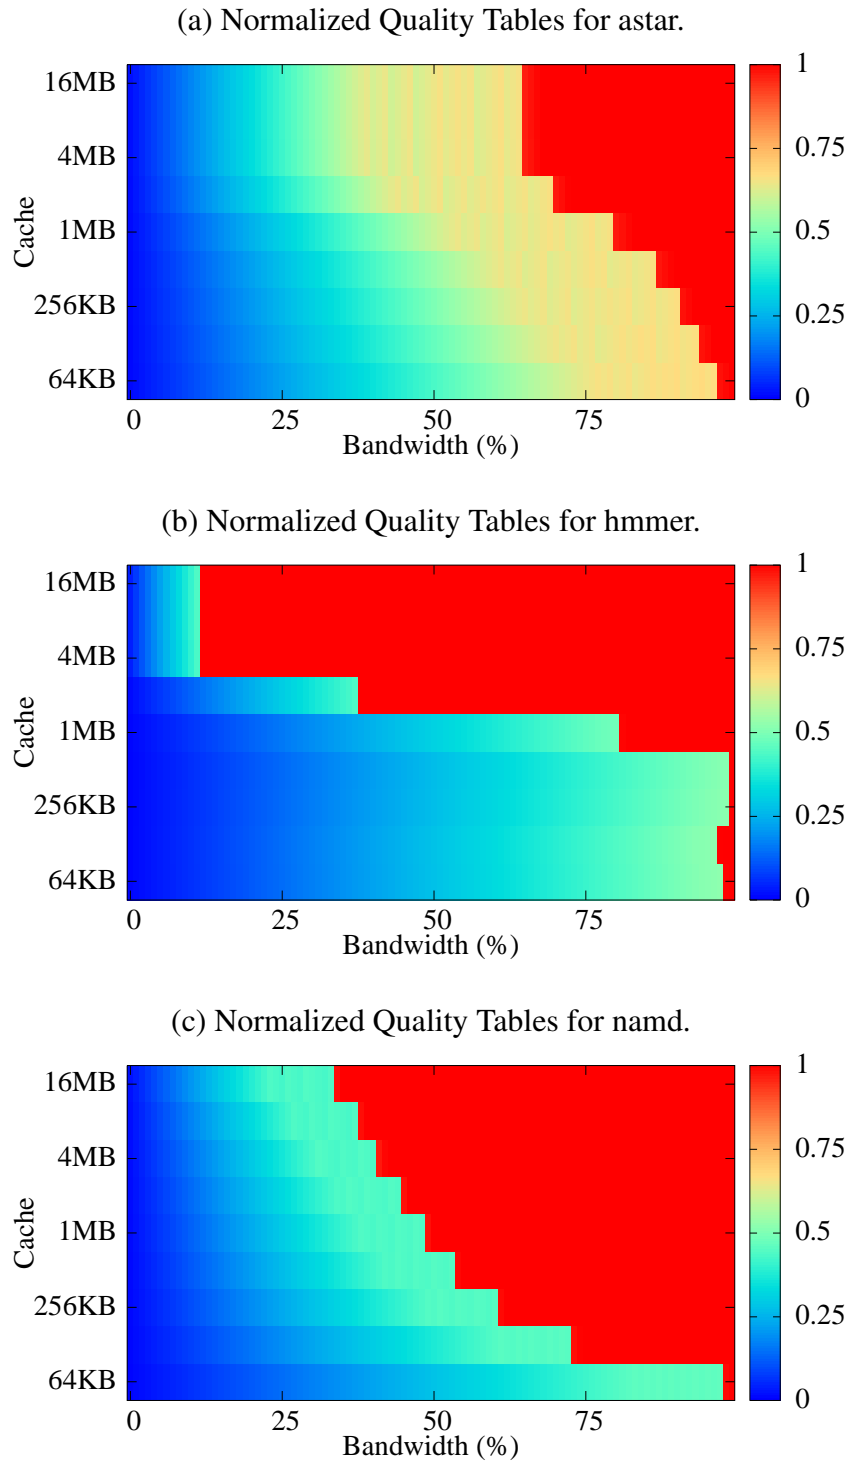 (a) Normalized Quality Tables for astar.
16MB
4MB
1MB
256KB
64KB
Cache
0 25 50 75
Bandwidth (%)
1
0.75
0.5
0.25
0
(b) Normalized Quality Tables for hmmer.
16MB
4MB
1MB
256KB
64KB
Cache
0 25 50 75
Bandwidth (%)
1
0.75
0.5
0.25
0
(c) Normalized Quality Tables for namd.
16MB
4MB
1MB
256KB
64KB
Cache
0 25 50 75
Bandwidth (%)
1
0.75
0.5
0.25
0